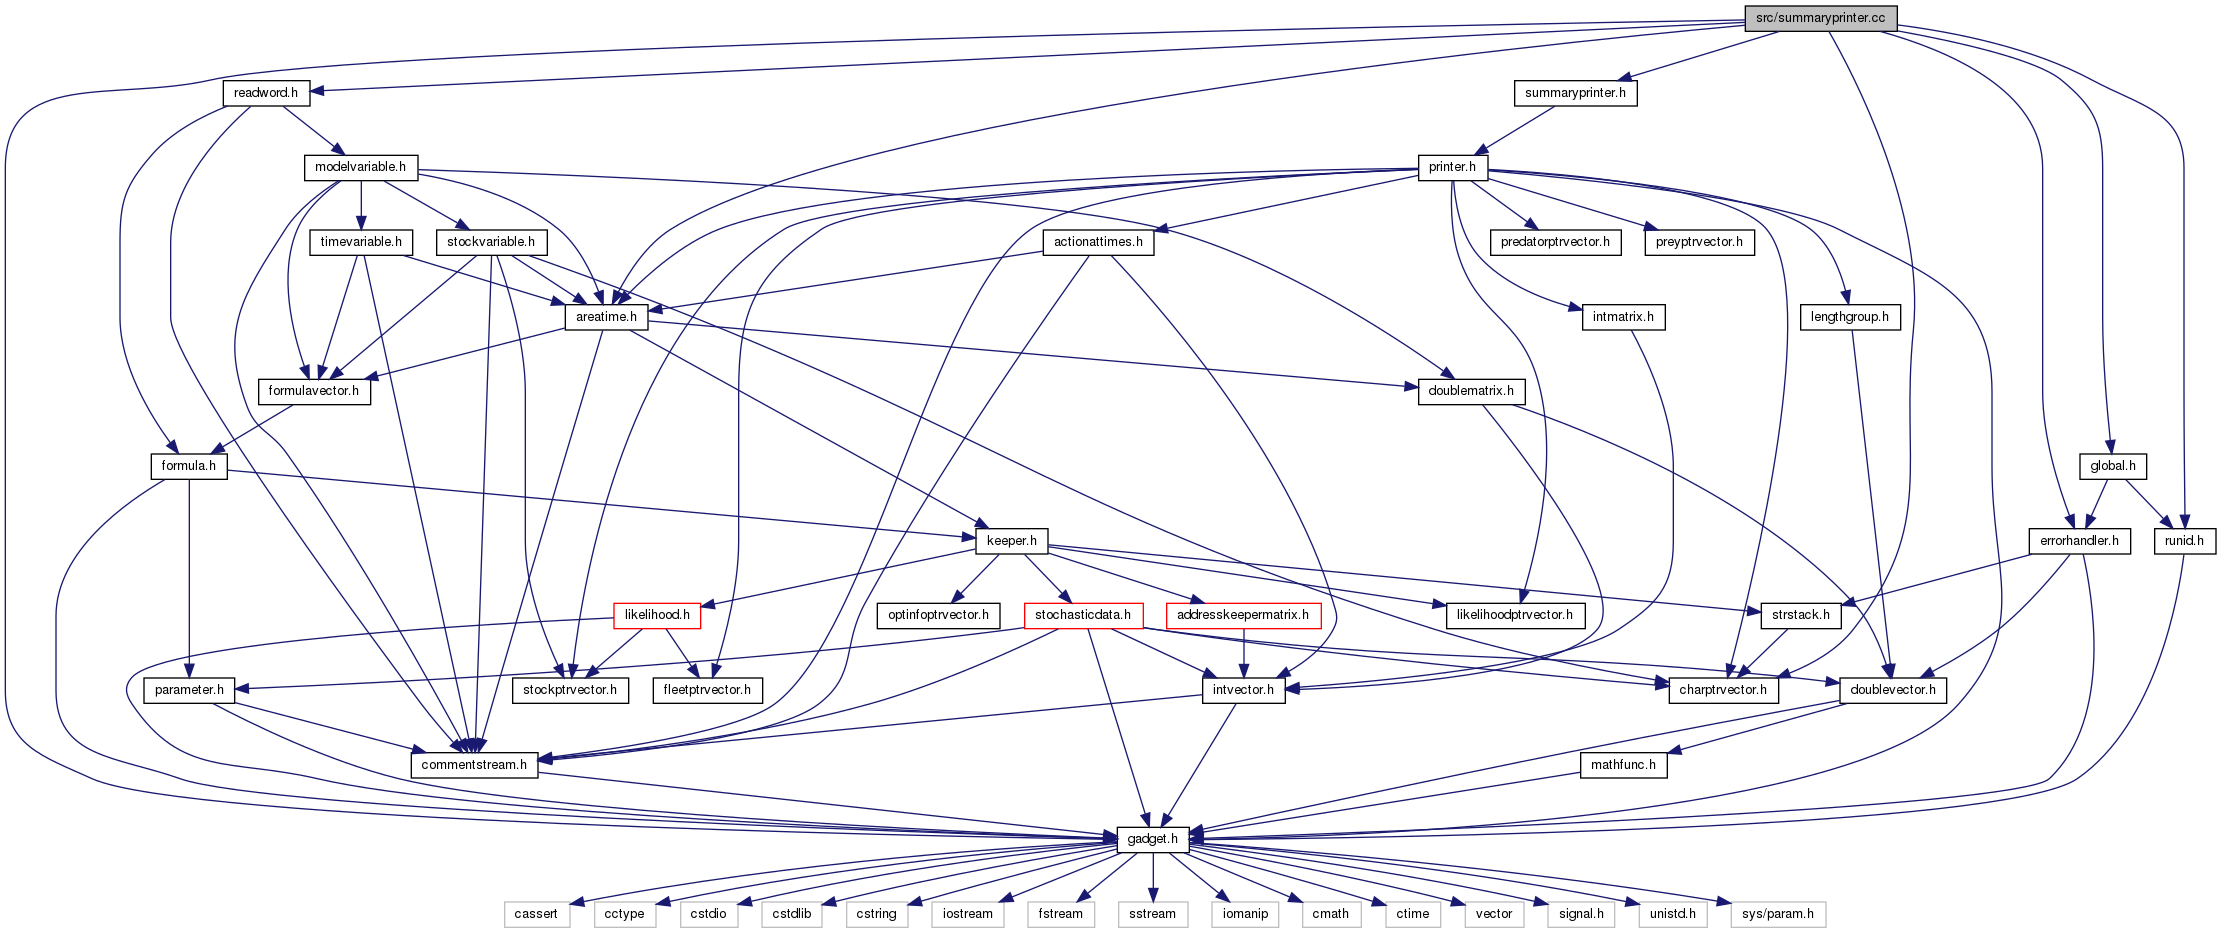 src/summaryprinter.cc
readword.h
summaryprinter.h
modelvariable.h
printer.h
timevariable.h
stockvariable.h
actionattimes.h
predatorptrvector.h
preyptrvector.h
areatime.h
intmatrix.h
lengthgroup.h
formulavector.h
doublematrix.h
formula.h
global.h
keeper.h
errorhandler.h
runid.h
likelihood.h
optinfoptrvector.h
stochasticdata.h
addresskeepermatrix.h
likelihoodptrvector.h
strstack.h
parameter.h
stockptrvector.h
fleetptrvector.h
intvector.h
charptrvector.h
doublevector.h
commentstream.h
mathfunc.h
gadget.h
cassert
cctype
cstdio
cstdlib
cstring
iostream
fstream
sstream
iomanip
cmath
ctime
vector
signal.h
unistd.h
sys/param.h